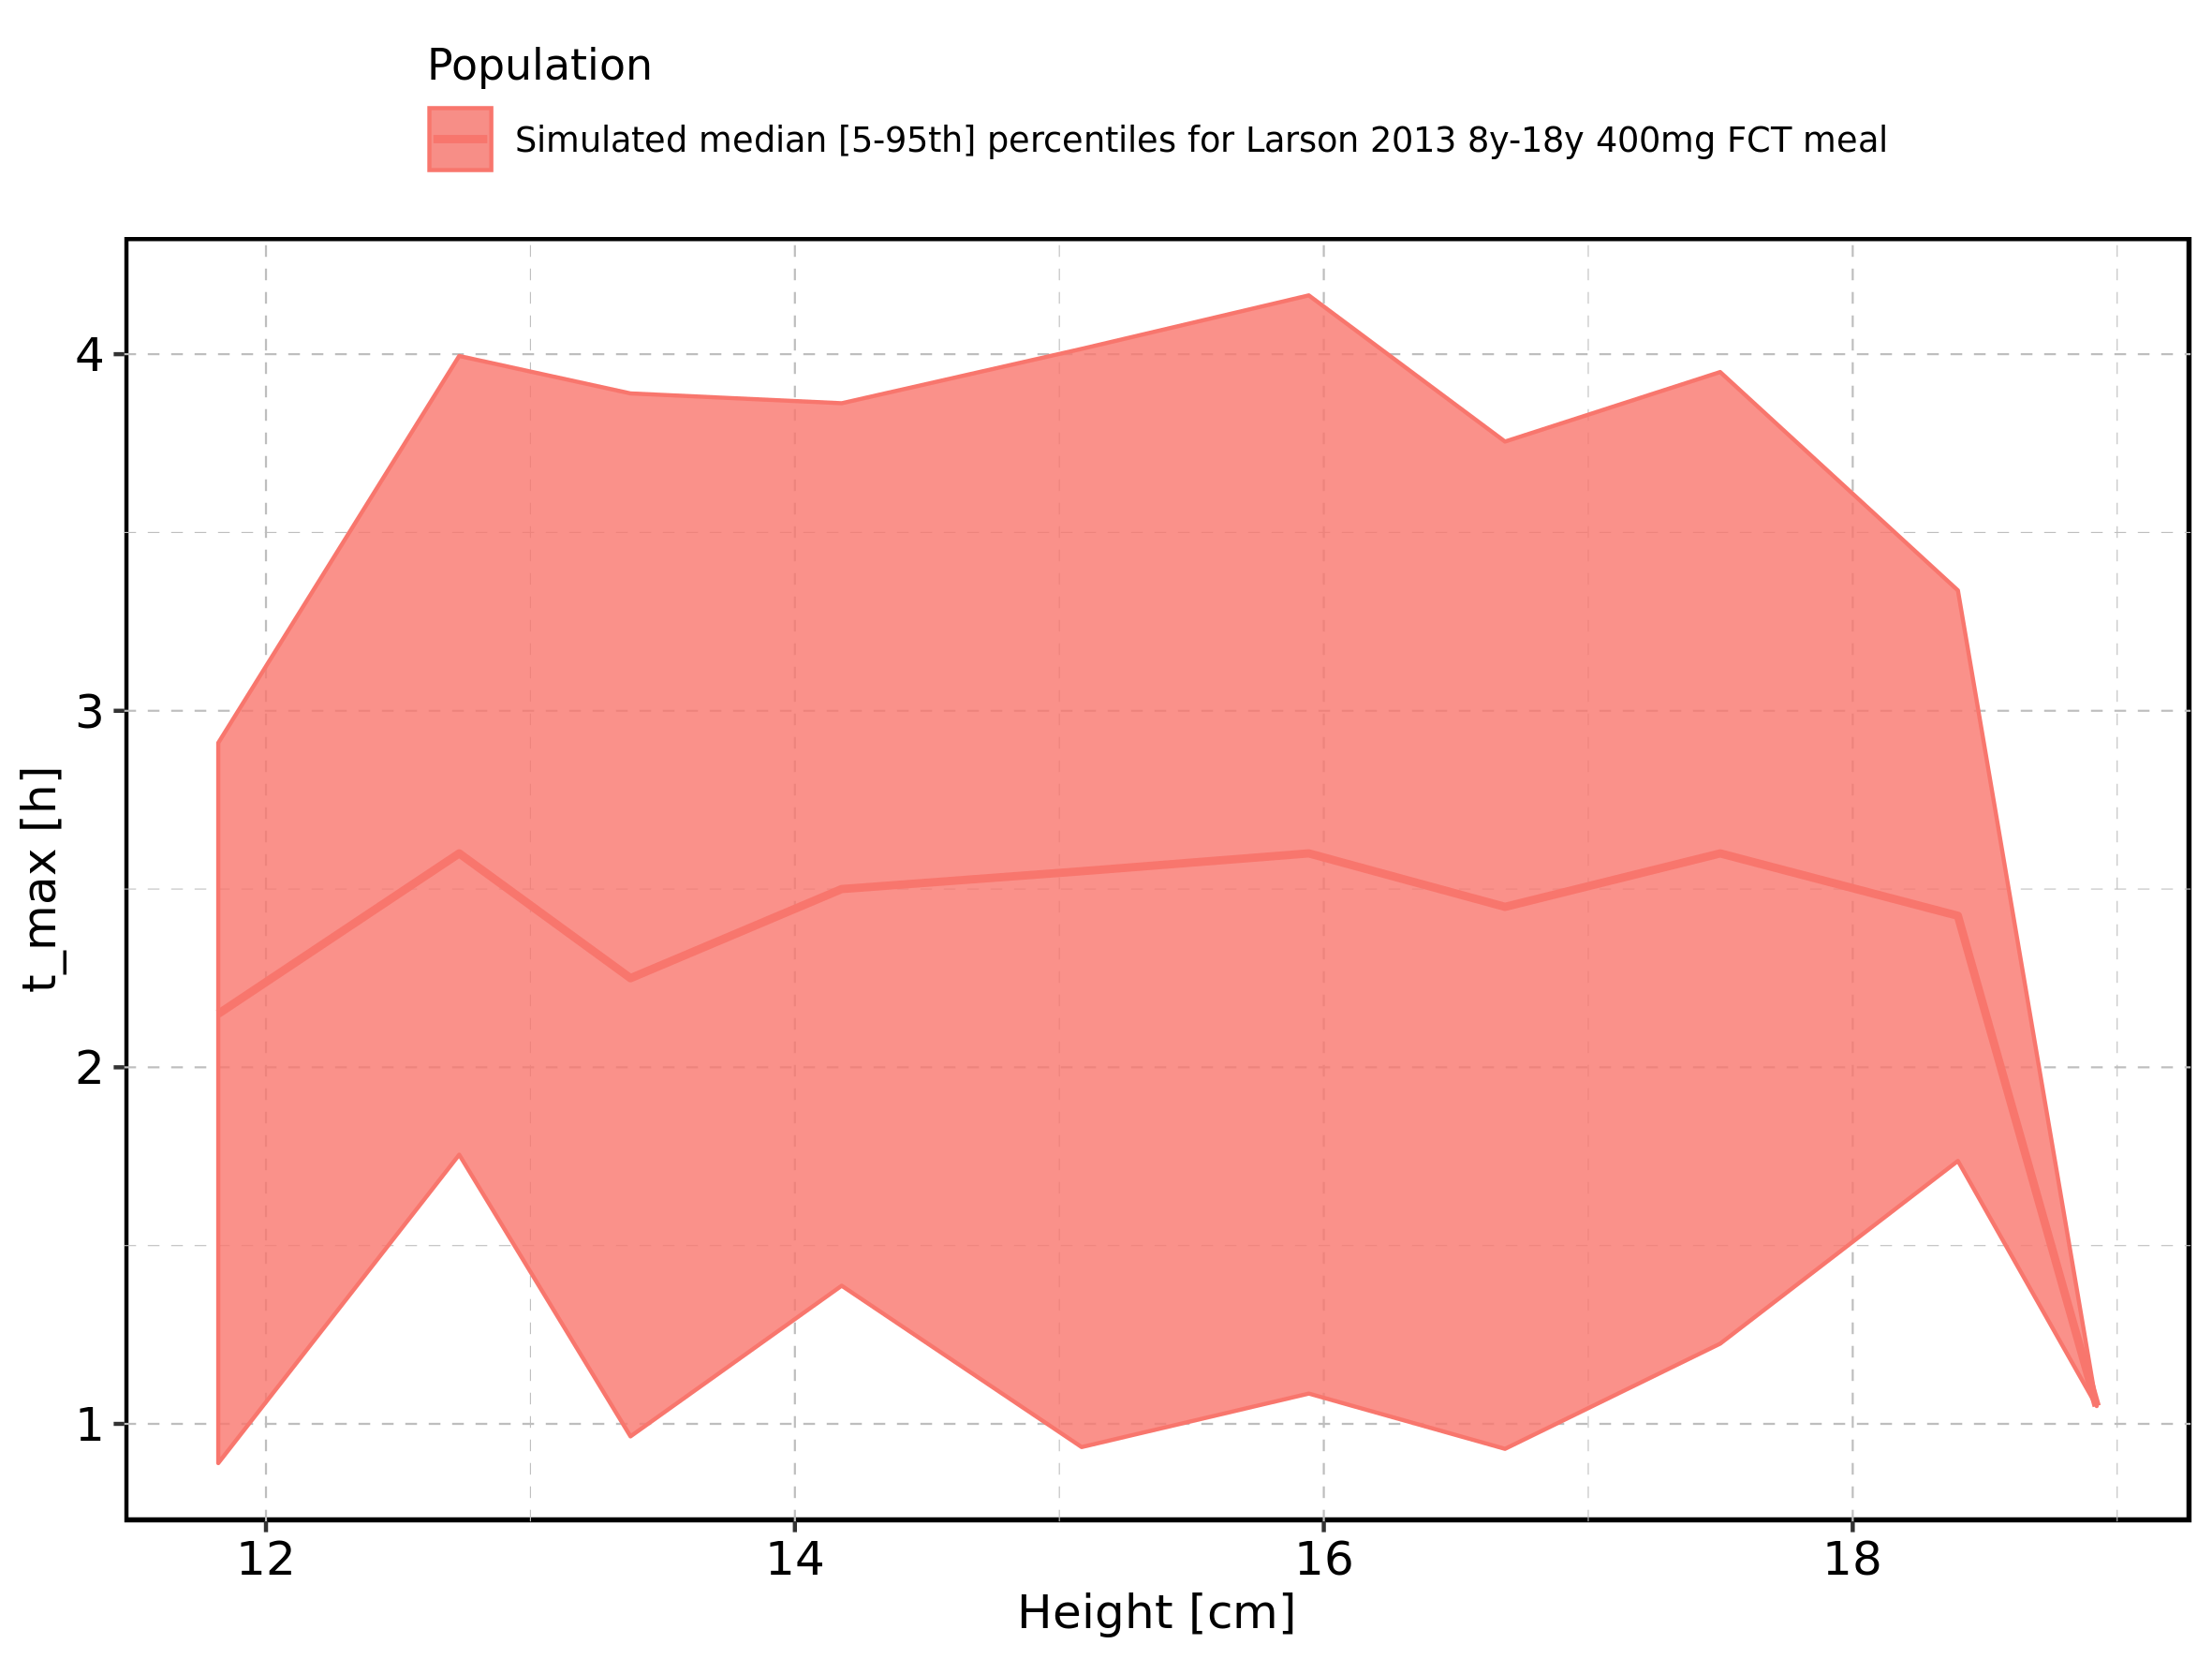 Population
Simulated median [5-95th] percentiles for Larson 2013 8y-18y 400mg FCT meal
4
3
2
1
t_max [h]
12 14 16 18
Height [cm]